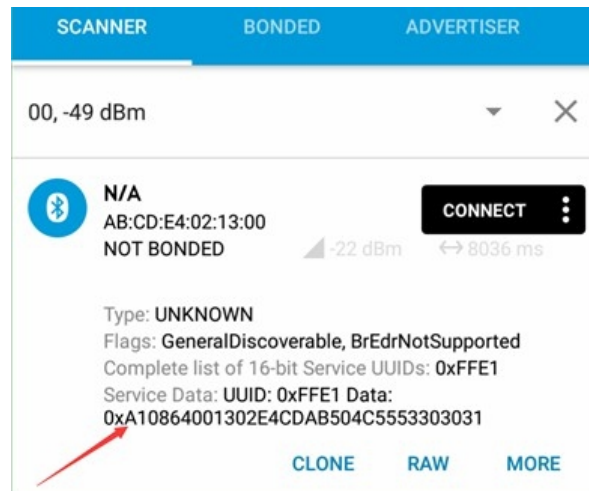 SCANNER BONDED ADVERTISER
00, -49 dBm
N/A
CONNECT
AB:CD:E4:02:13:00
NOT BONDED -22 dBm 8036 ms
Type: UNKNOWN
Flags: GeneralDiscoverable, BrEdrNotSupported
Complete list of 16-bit Service UUIDs: 0xFFE1
Service Data: UUID: 0xFFE1 Data:
0xA10864001302E4CDAB504C5553303031
CLONE RAW MORE